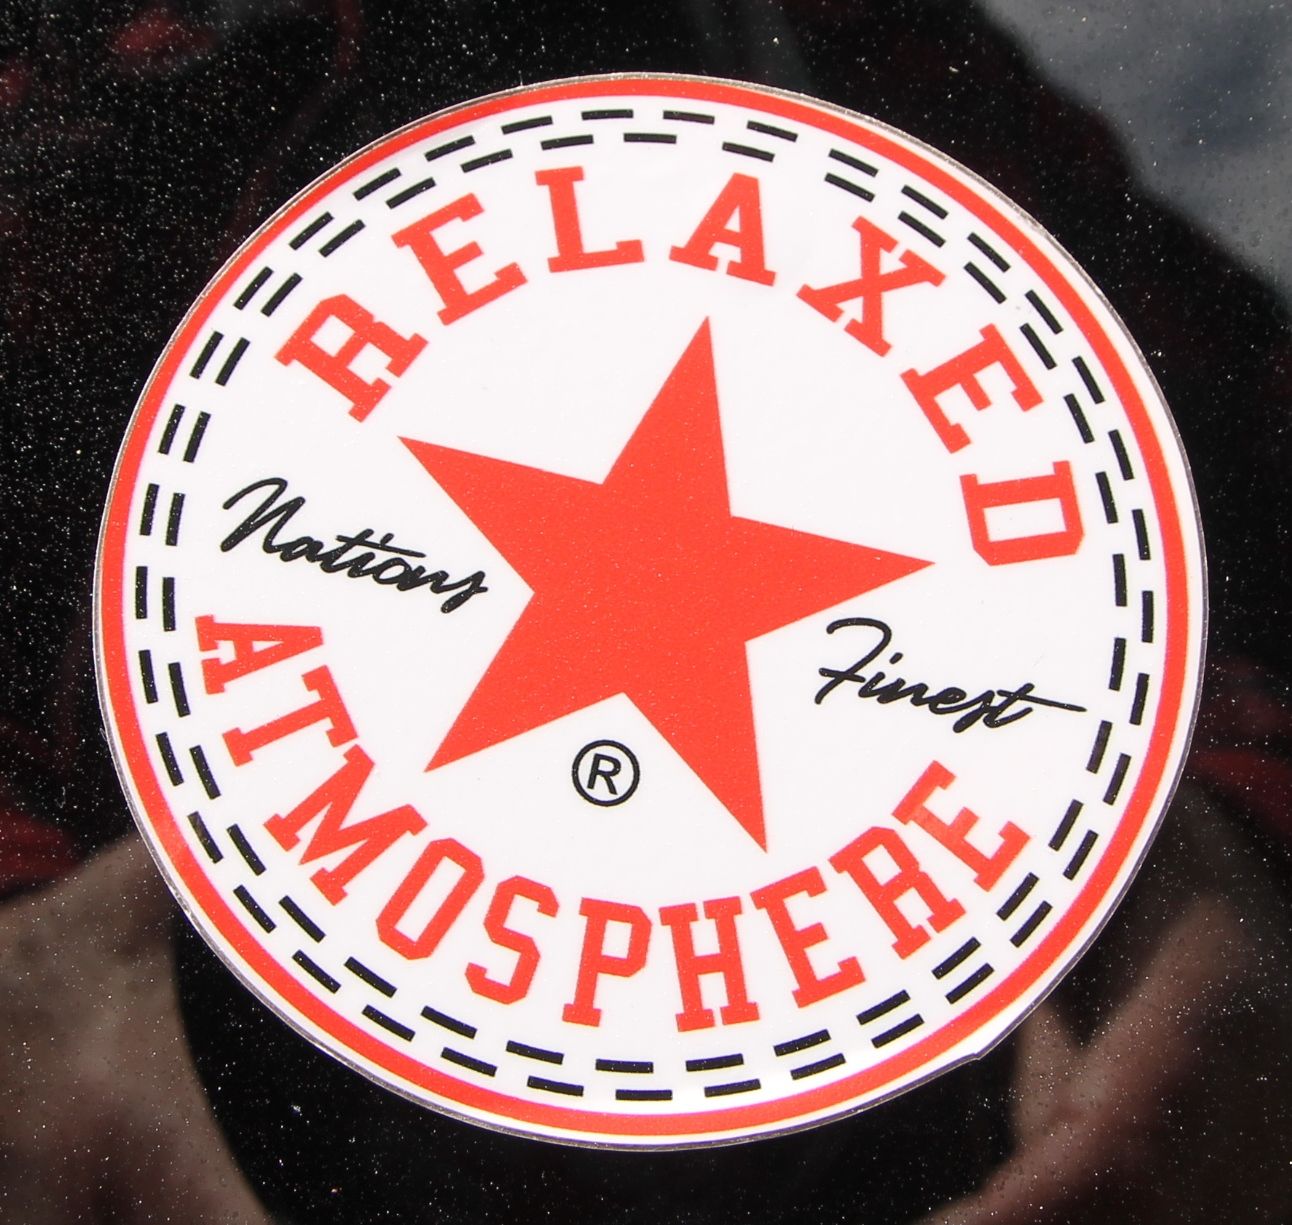 RELAXED
Nations
Finest
®
ATMOSPHERE